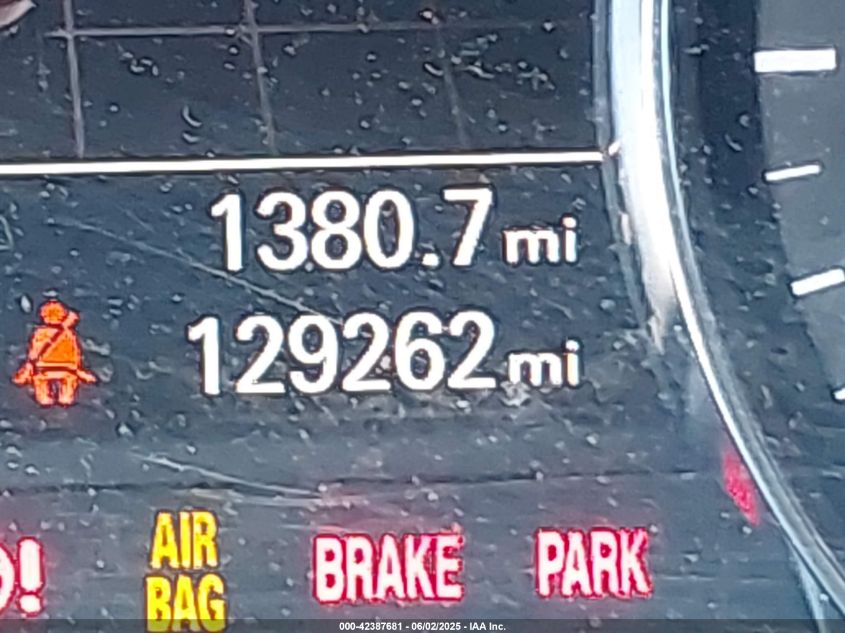 1380.7 mi
129262 mi
AIR
BAG
BRAKE
PARK
!
000-42387681 - 06/02/2025 - IAA Inc.